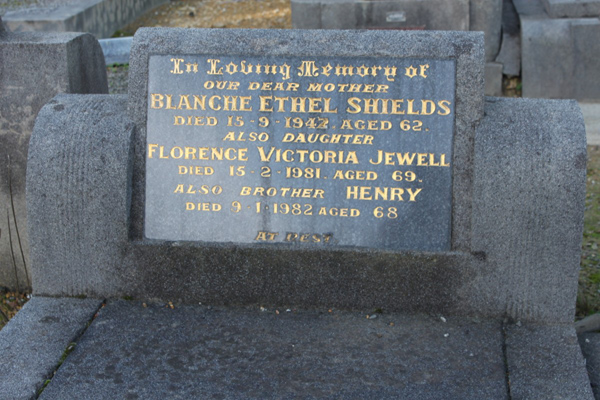 In Loving Memory of
OUR DEAR MOTHER
BLANCHE ETHEL SHIELDS
DIED 15-9-1942, AGED 62.
ALSO DAUGHTER
FLORENCE VICTORIA JEWELL
DIED 15-2-1981. AGED 69.
ALSO BROTHER HENRY
DIED 9-1-1982 AGED 68
AT REST